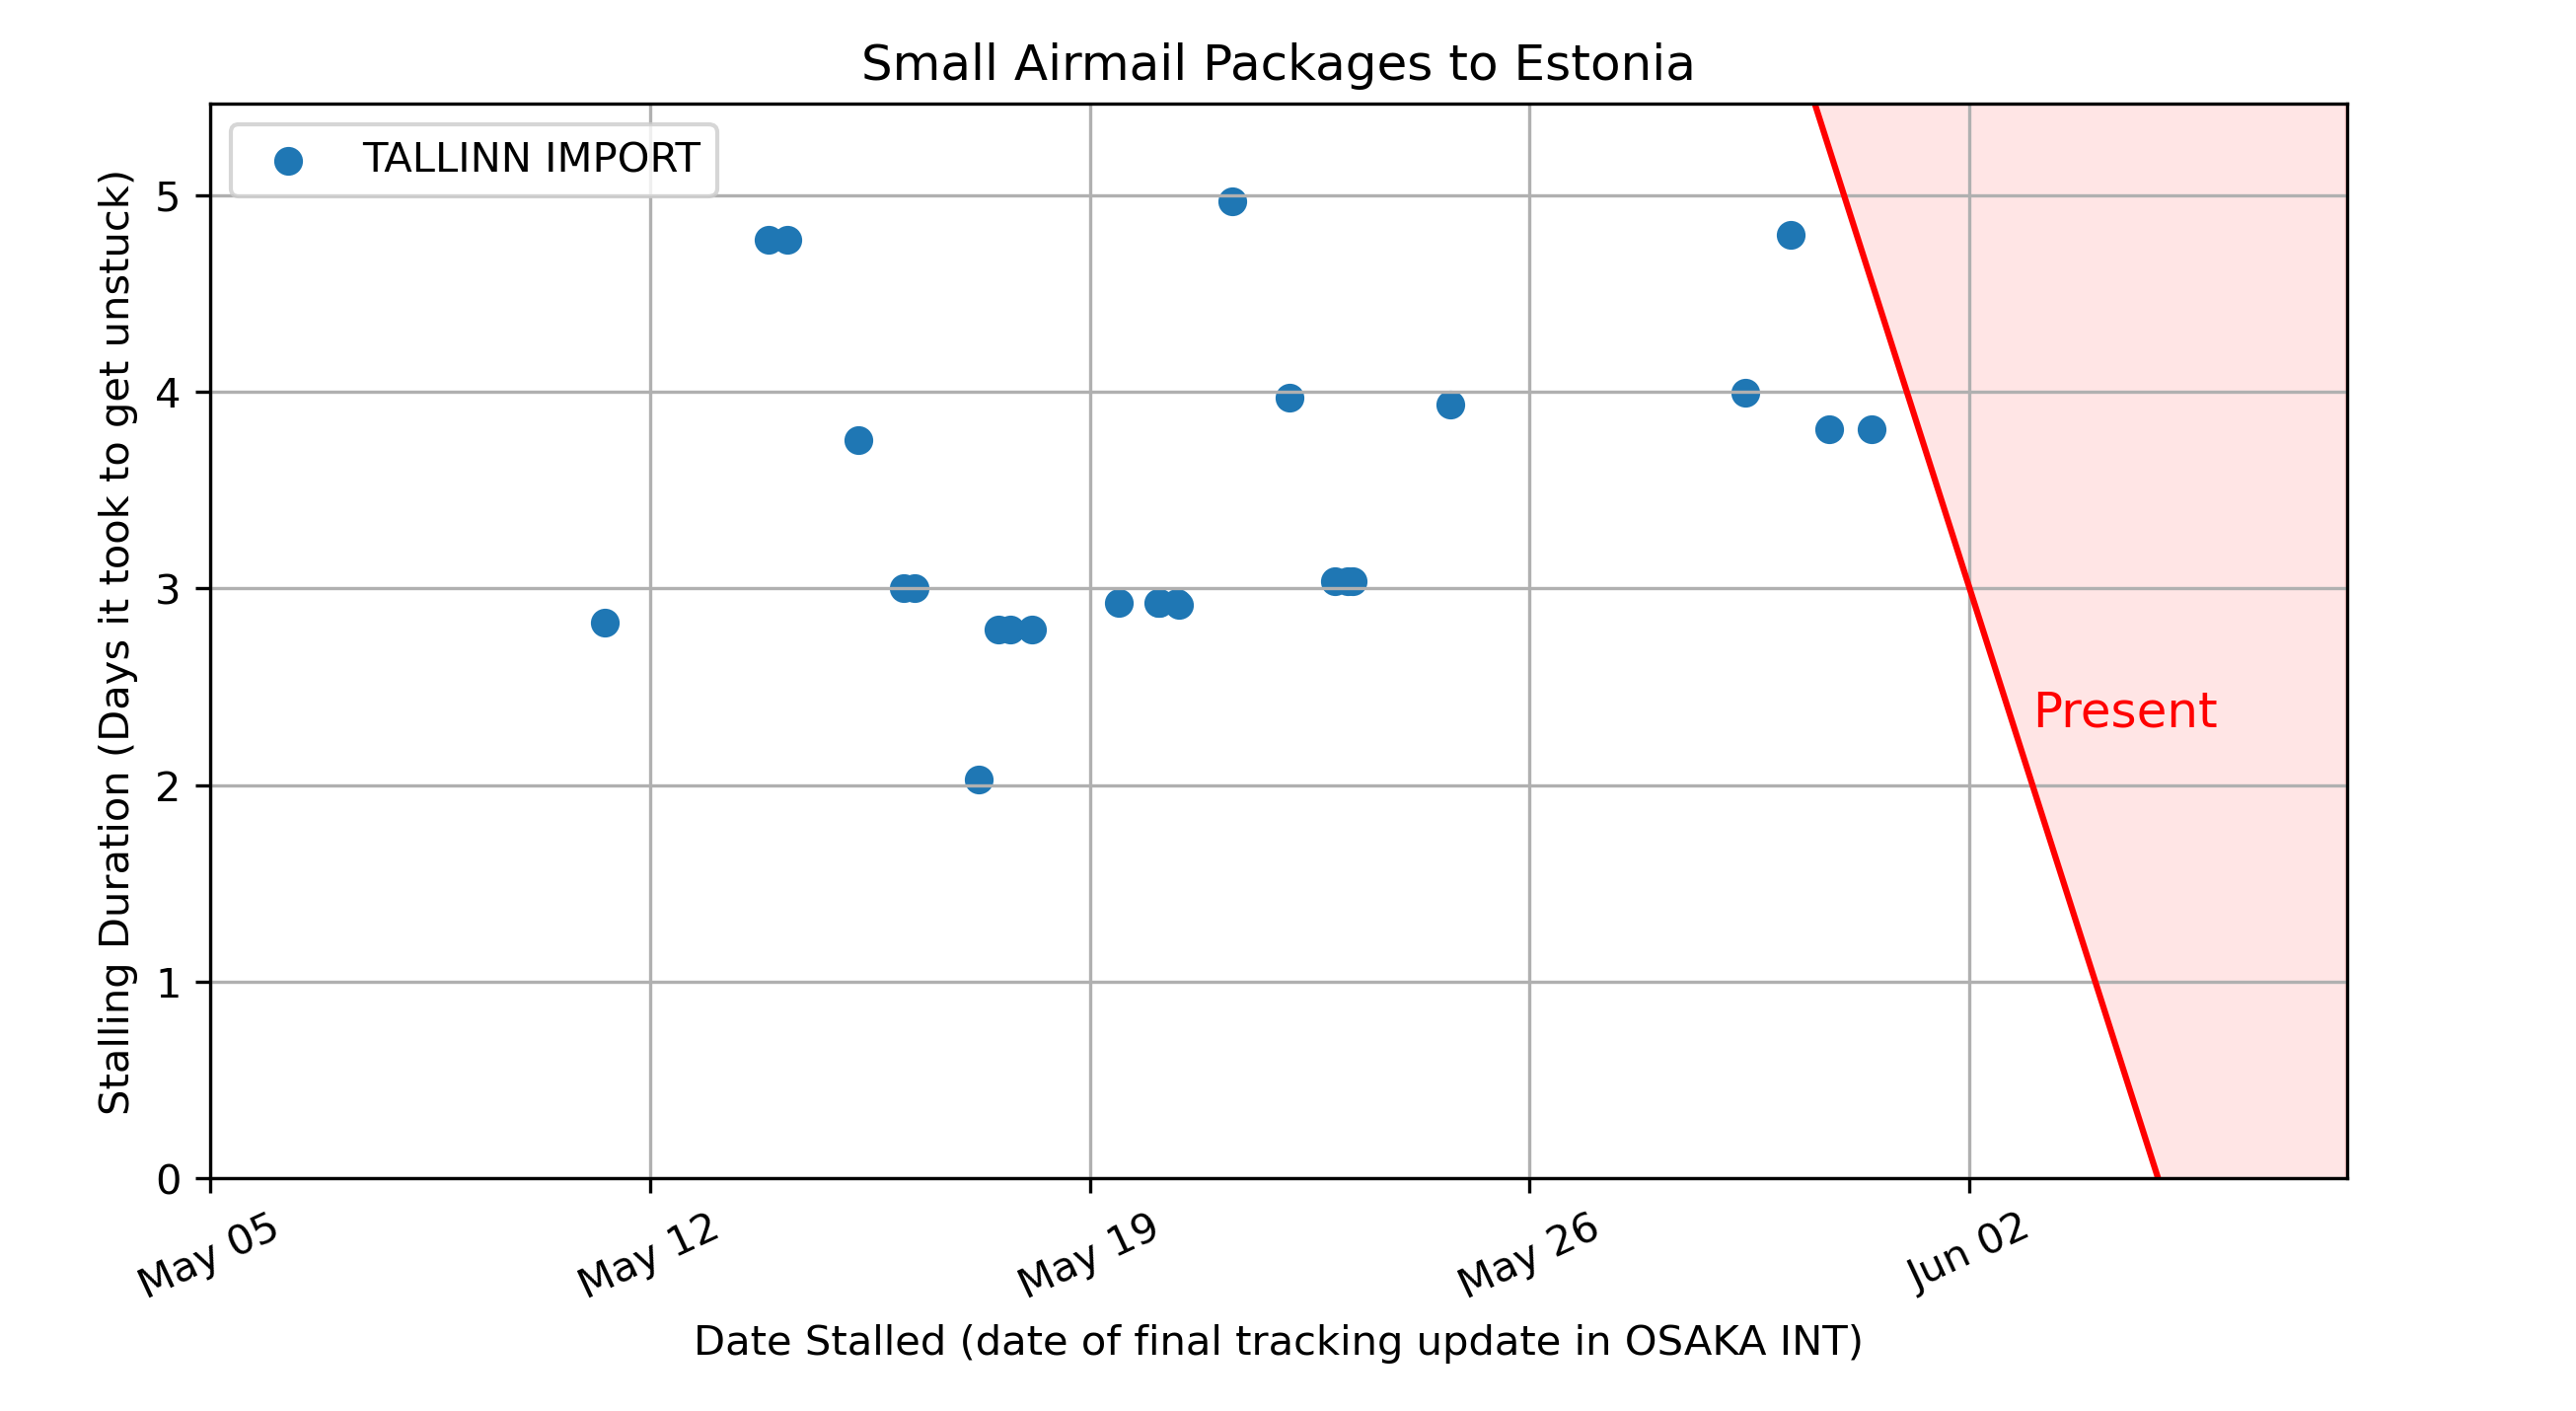 Small Airmail Packages to Estonia
TALLINN IMPORT
Stalling Duration (Days it took to get unstuck)
5
4
3
2
1
0
Present
May 05
May 12
May 19
May 26
Jun 02
Date Stalled (date of final tracking update in OSAKA INT)